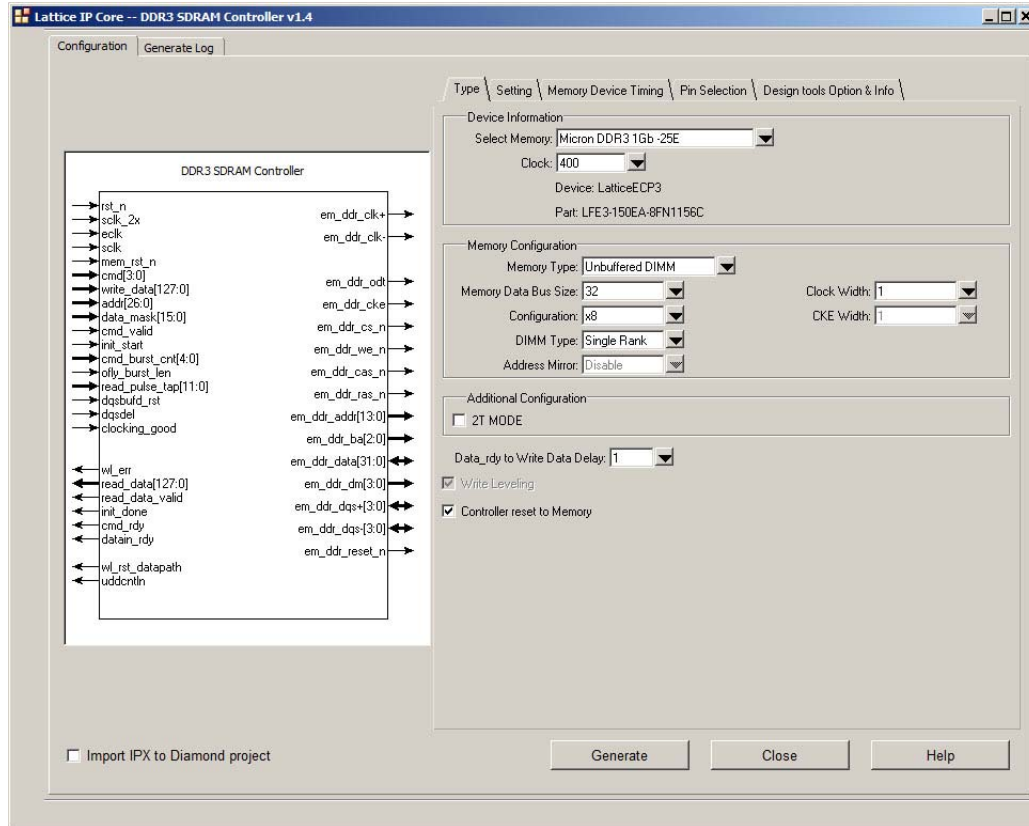 Lattice IP Core -- DDR3 SDRAM Controller v1.4
Configuration
Generate Log
DDR3 SDRAM Controller
rst_n
sclk_2x
eclk
sclk
mem_rst_n
cmd[3:0]
write_data[127:0]
addr[26:0]
data_mask[15:0]
cmd_valid
init_start
cmd_burst_cnt[4:0]
ofly_burst_len
read_pulse_tap[11:0]
dqsbufd_rst
dqsdel
clocking_good
wl_err
read_data[127:0]
read_data_valid
init_done
cmd_rdy
datain_rdy
wl_rst_datapath
uddcntln
em_ddr_clk+
em_ddr_clk-
em_ddr_odt
em_ddr_cke
em_ddr_cs_n
em_ddr_we_n
em_ddr_cas_n
em_ddr_ras_n
em_ddr_addr[13:0]
em_ddr_ba[2:0]
em_ddr_data[31:0]
em_ddr_dm[3:0]
em_ddr_dqs+[3:0]
em_ddr_dqs-[3:0]
em_ddr_reset_n
Type \ Setting \ Memory Device Timing \ Pin Selection \ Design tools Option & Info \
Device Information
Select Memory: Micron DDR3 1Gb -25E
Clock: 400
Device: LatticeECP3
Part: LFE3-150EA-8FN1156C
Memory Configuration
Memory Type: Unbuffered DIMM
Memory Data Bus Size: 32 Clock Width: 1
Configuration: x8 CKE Width: 1
DIMM Type: Single Rank
Address Mirror: Disable
Additional Configuration
2T MODE
Data_rdy to Write Data Delay: 1
Write Leveling
Controller reset to Memory
Import IPX to Diamond project
Generate
Close
Help